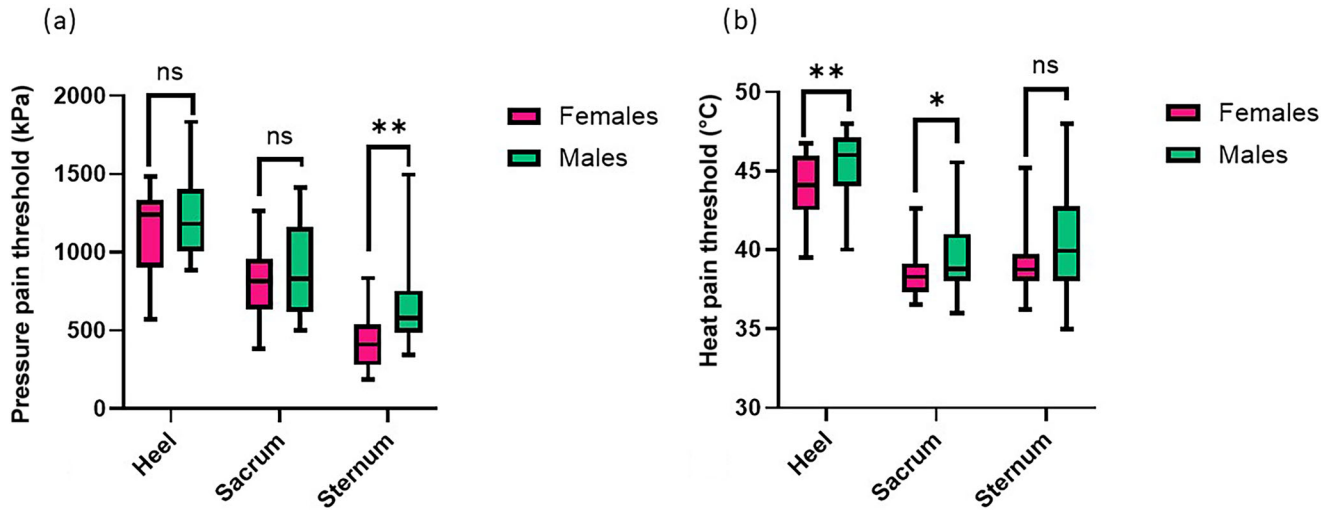 (a)
Pressure pain threshold (kPa)
2000
1500
1000
500
0
ns
ns
**
Heel
Sacrum
Sternum
Females
Males
(b)
Heat pain threshold (°C)
50
45
40
35
30
**
*
ns
Heel
Sacrum
Sternum
Females
Males